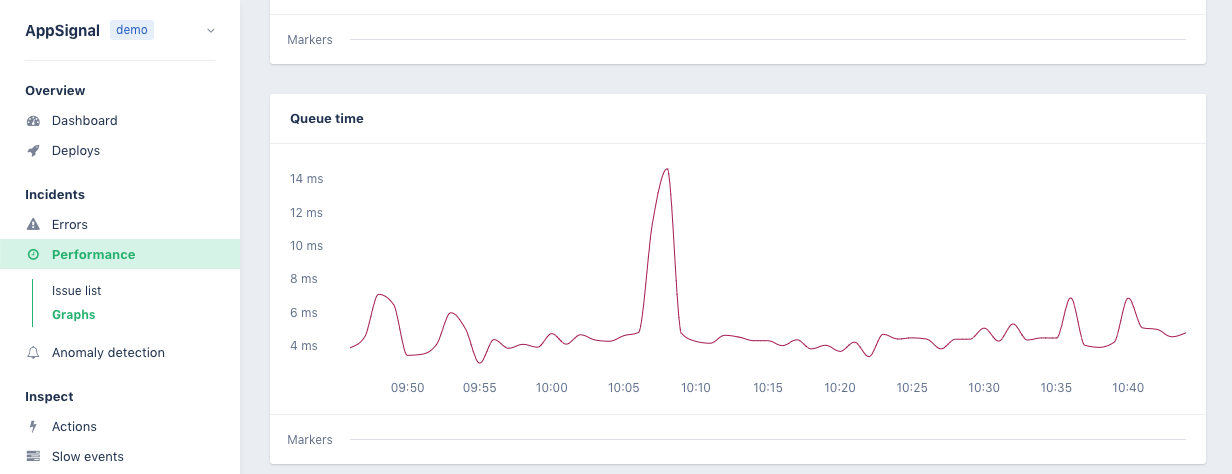 AppSignal demo
Overview
Dashboard
Deploys
Incidents
Errors
Performance
Issue list
Graphs
Anomaly detection
Inspect
Actions
Slow events
Markers
Queue time
14 ms
12 ms
10 ms
8 ms
6 ms
4 ms
09:50 09:55 10:00 10:05 10:10 10:15 10:20 10:25 10:30 10:35 10:40
Markers